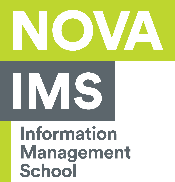 NOVA
IMS
Information
Management
School